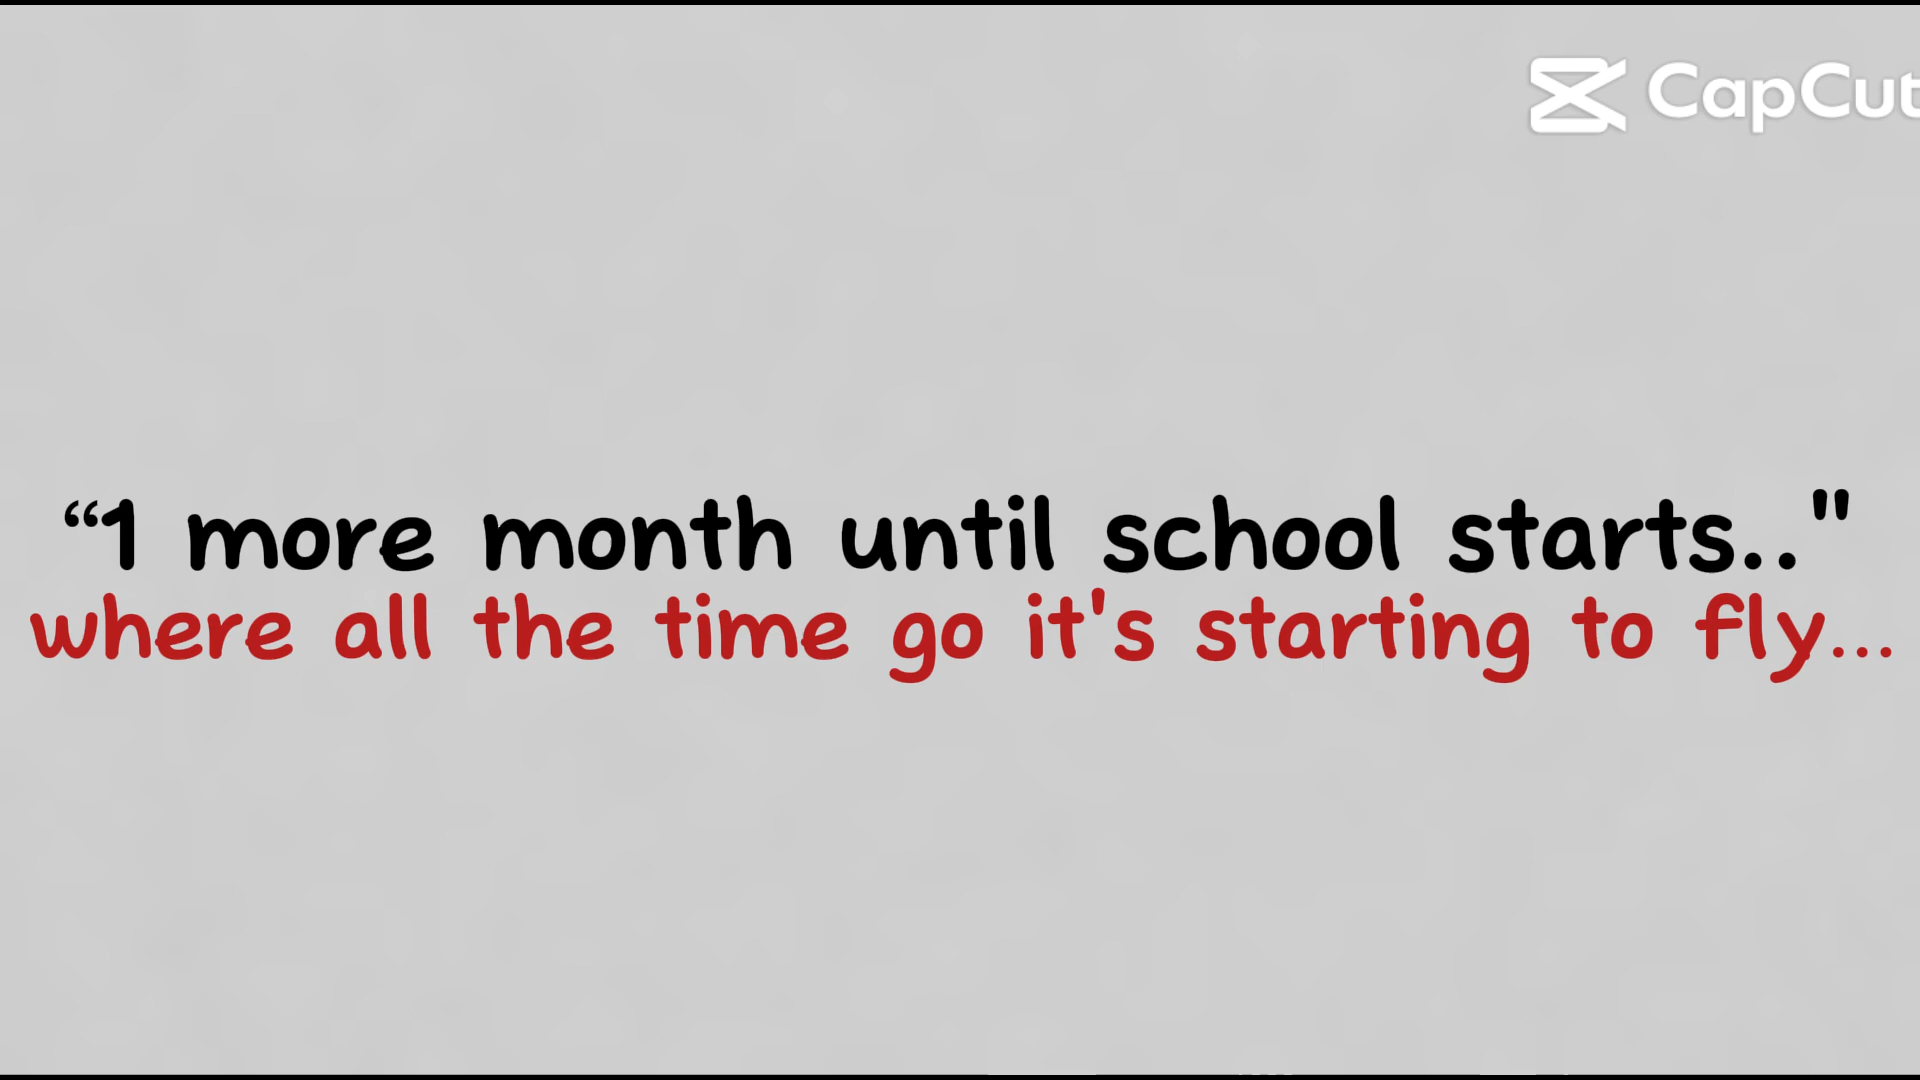 CapCut
“1 more month until school starts.."
where all the time go it's starting to fly...